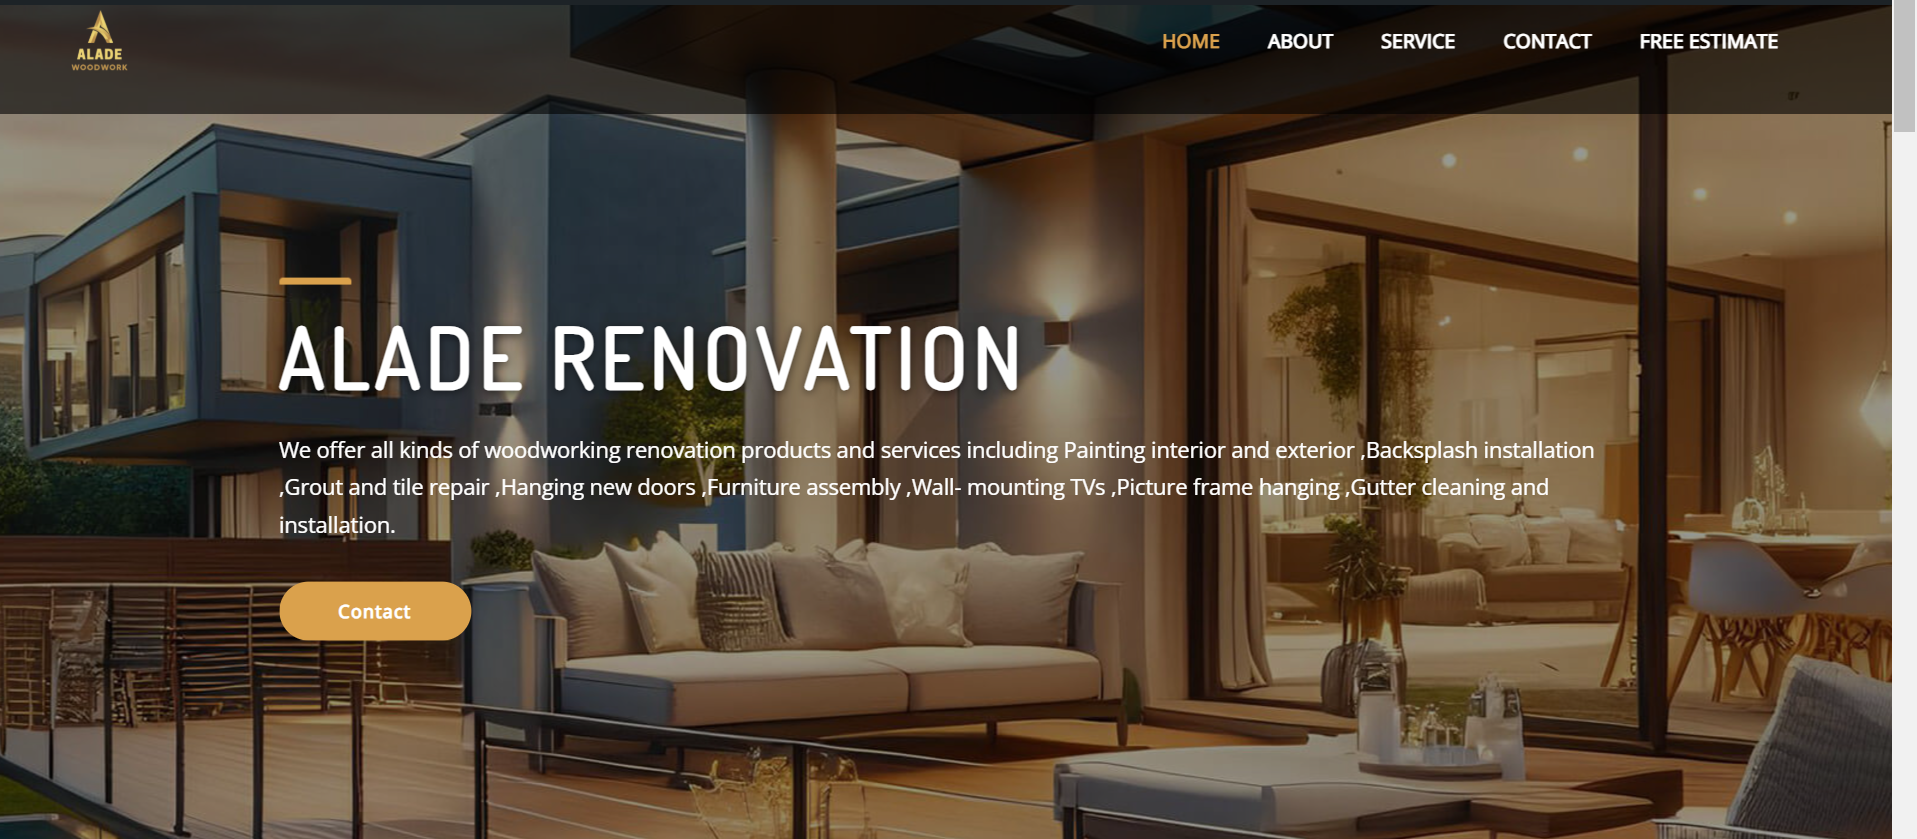 ALADE
WOODWORK
HOME ABOUT SERVICE CONTACT FREE ESTIMATE
ALADE RENOVATION
We offer all kinds of woodworking renovation products and services including Painting interior and exterior ,Backsplash installation
,Grout and tile repair ,Hanging new doors ,Furniture assembly ,Wall- mounting TVs ,Picture frame hanging ,Gutter cleaning and
installation.
Contact